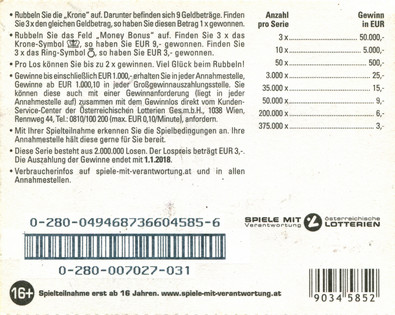 • Rubbeln Sie die „Krone" auf. Darunter befinden sich 9 Geldbeträge. Finden
Sie 3 x den gleichen Geldbetrag, so haben Sie diesen Betrag 1 x gewonnen.
• Rubbeln Sie das Feld „Money Bonus" auf. Finden Sie 3 x das
Krone-Symbol, so haben Sie EUR 9,- gewonnen. Finden Sie
3 x das Ring-Symbol, so haben Sie EUR 3,- gewonnen.
• Pro Los können Sie bis zu 2 x gewinnen. Viel Glück beim Rubbeln!
• Gewinne bis einschließlich EUR 1.000,- erhalten Sie in jeder Annahmestelle,
Gewinne ab EUR 1.000,10 in jeder Großgewinnauszahlungsstelle. Sie
können diese auch mit einer Gewinnanforderung (liegt in jeder
Annahmestelle auf) zusammen mit dem Gewinnlos direkt vom Kunden-
Service-Center der Österreichischen Lotterien Ges.m.b.H., 1038 Wien,
Rennweg 44, Tel.: 0810/100 200 (max. EUR 0,10/Minute), anfordern.
• Mit Ihrer Spielteilnahme erkennen Sie die Spielbedingungen an. Ihre
Annahmestelle hält diese gerne für Sie bereit.
• Diese Serie besteht aus 2.000.000 Losen. Der Lospreis beträgt EUR 3,-.
Die Auszahlung der Gewinne endet mit 1.1.2018.
• Verbraucherinfos auf spiele-mit-verantwortung.at und in allen
Annahmestellen.
Anzahl Gewinn
pro Serie in EUR
3 x 50.000,-
10 x 5.000,-
50 x 500,-
3.000 x 25,-
35.000 x 15,-
50.000 x 9,-
200.000 x 6,-
375.000 x 3,-
0-280-049468736604585-6
0-280-007027-031
SPIELE MIT
Verantwortung
österreichische
LOTTERIEN
16+
Spielteilnahme erst ab 16 Jahren. www.spiele-mit-verantwortung.at
9034 5852